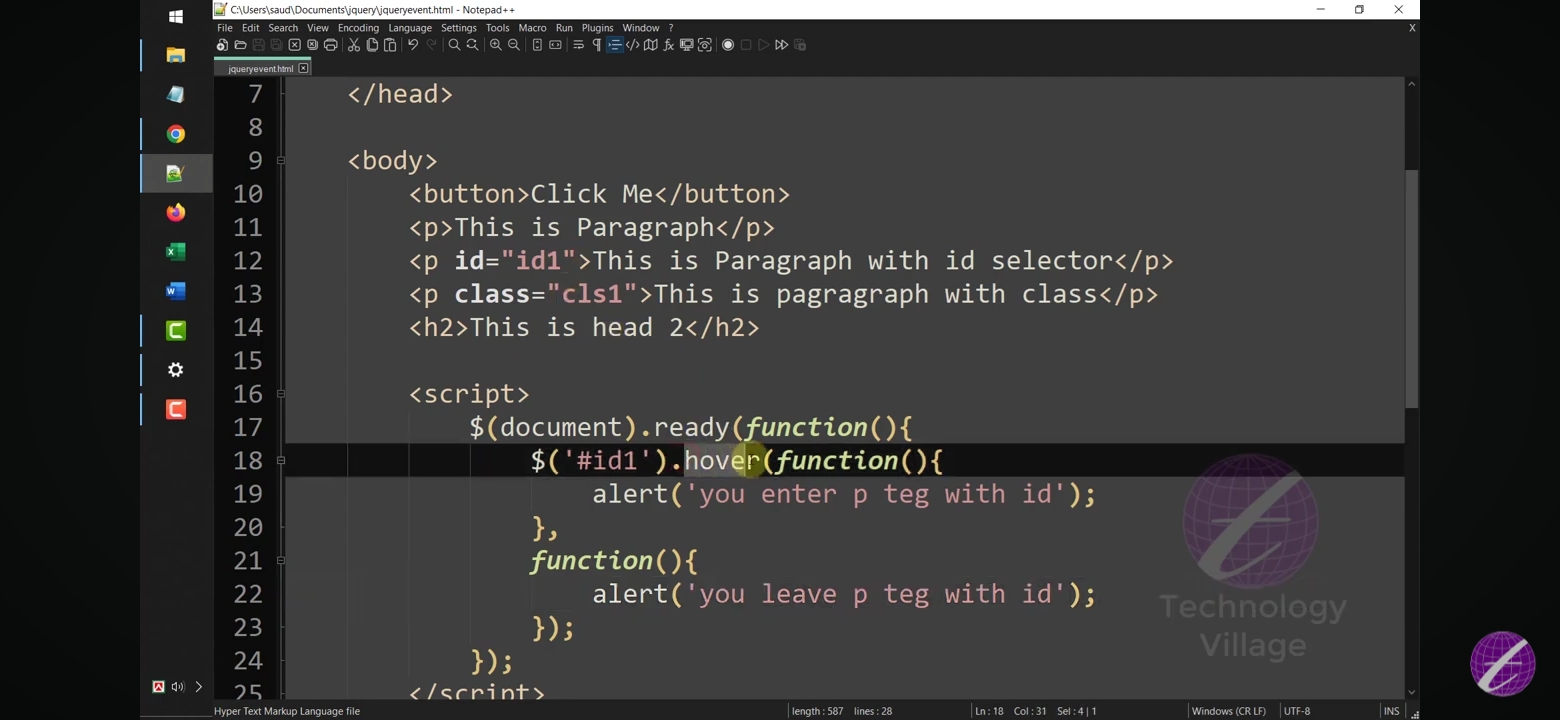 C:\Users\saud\Documents\jquery\jqueryevent.html - Notepad++
File Edit Search View Encoding Language Settings Tools Macro Run Plugins Window ? X
jqueryevent.html
7 </head>
8
9 <body>
10 <button>Click Me</button>
11 <p>This is Paragraph</p>
12 <p id="id1">This is Paragraph with id selector</p>
13 <p class="cls1">This is pagragraph with class</p>
14 <h2>This is head 2</h2>
15
16 <script>
17 $(document).ready(function(){
18 $('#id1').hover(function(){
19 alert('you enter p teg with id');
20 },
21 function(){
22 alert('you leave p teg with id');
23 });
24 });
25 </script>
Technology
Village
Hyper Text Markup Language file length : 587 lines : 28 Ln : 18 Col : 31 Sel : 4 | 1 Windows (CR LF) UTF-8 INS